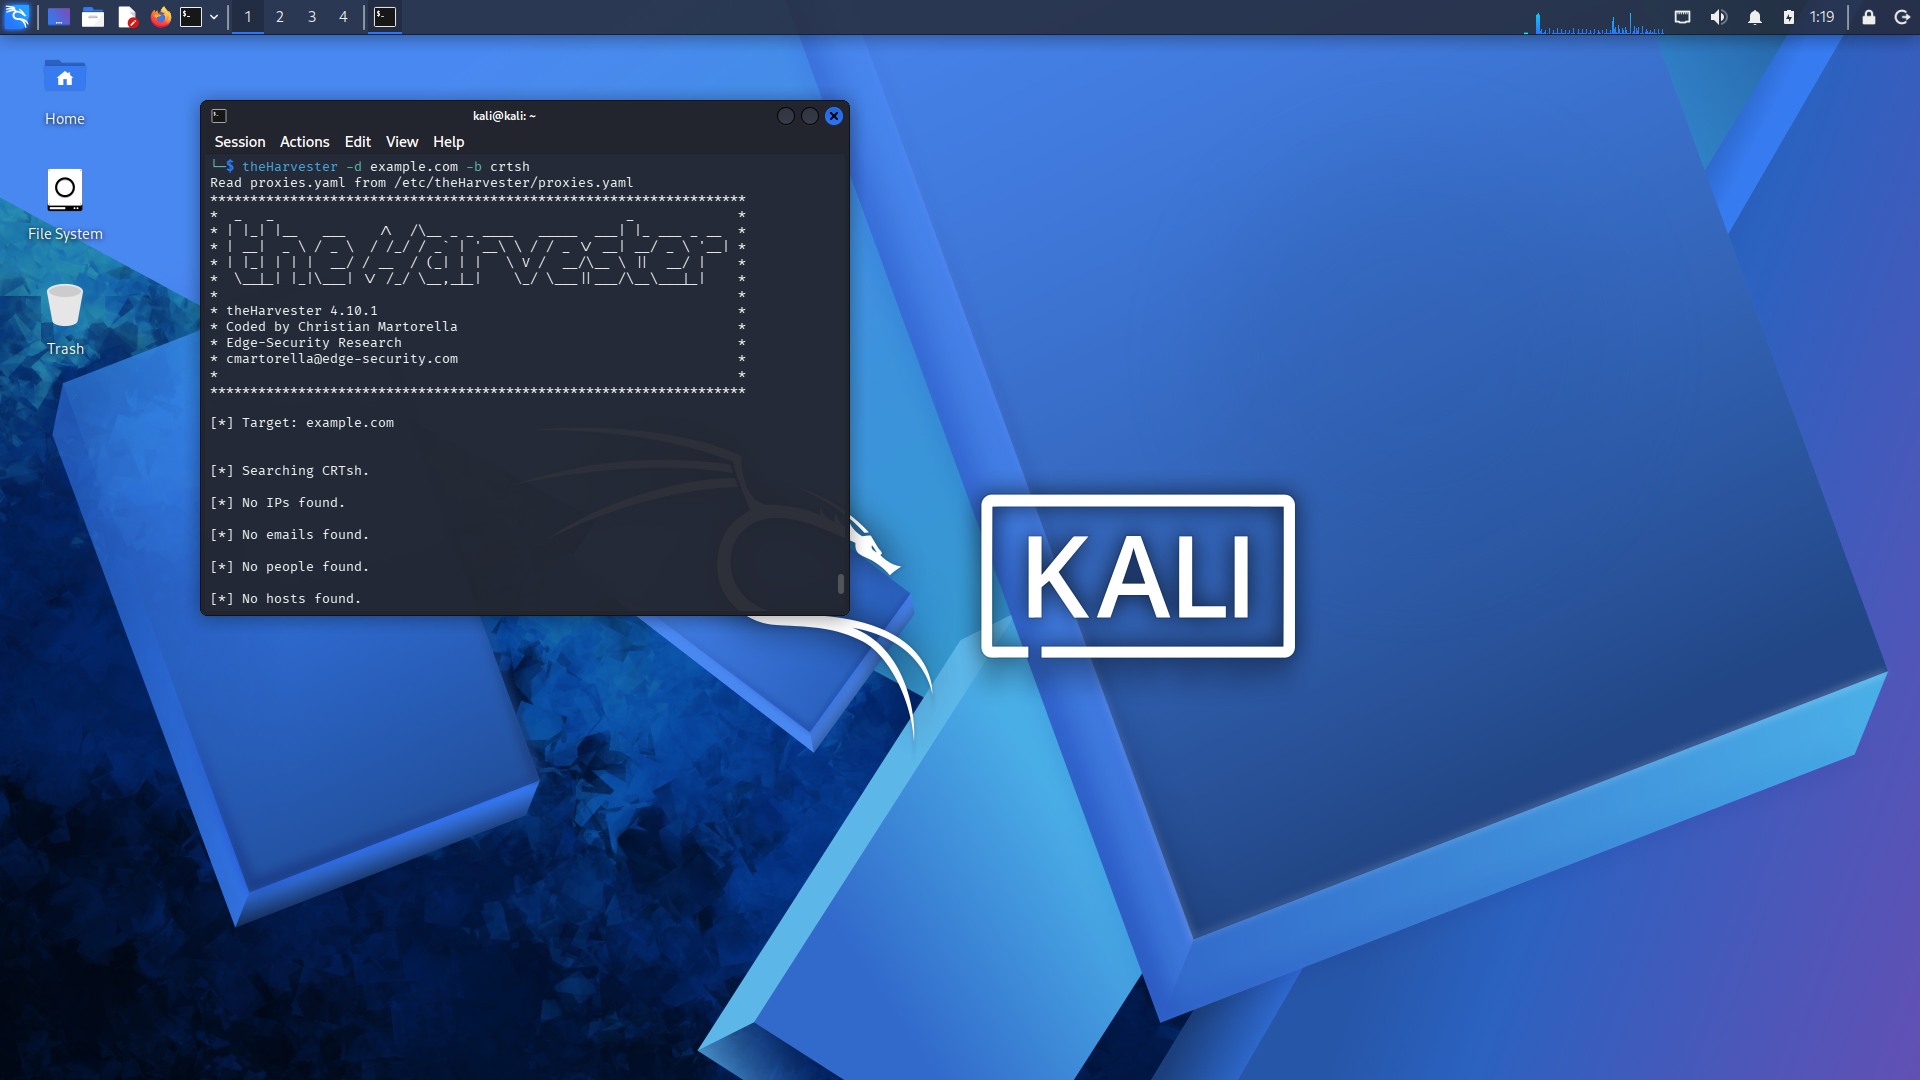 1 2 3 4 1:19
Home
File System
Trash
kali@kali: ~
Session Actions Edit View Help
└─$ theHarvester -d example.com -b crtsh
Read proxies.yaml from /etc/theHarvester/proxies.yaml
*******************************************************************
theHarvester
* theHarvester 4.10.1 *
* Coded by Christian Martorella *
* Edge-Security Research *
* cmartorella@edge-security.com *
* *
*******************************************************************
[*] Target: example.com
[*] Searching CRTsh.
[*] No IPs found.
[*] No emails found.
[*] No people found.
[*] No hosts found.
KALI